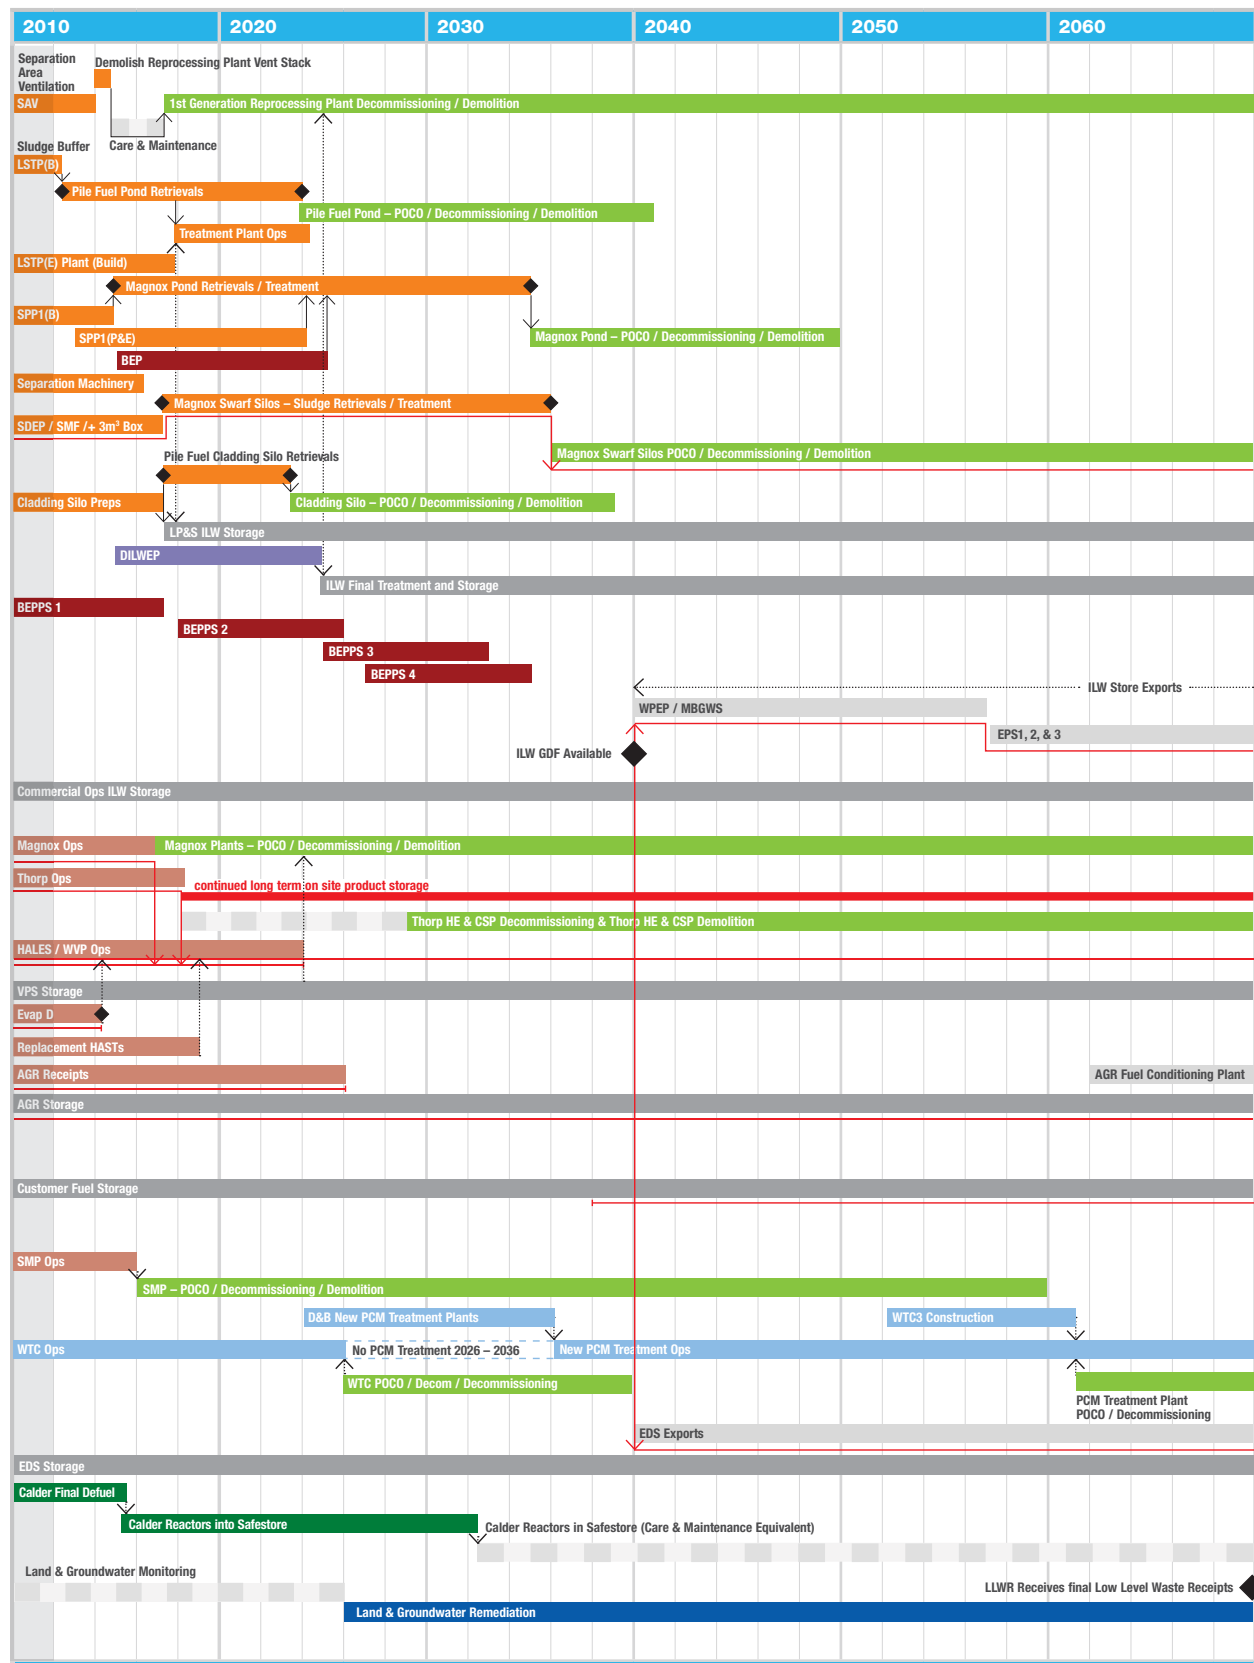 2010 2020 2030 2040 2050 2060
Separation
Area
Ventilation
Demolish Reprocessing Plant Vent Stack
SAV
1st Generation Reprocessing Plant Decommissioning / Demolition
Care & Maintenance
Sludge Buffer
LSTP(B)
Pile Fuel Pond Retrievals
Pile Fuel Pond – POCO / Decommissioning / Demolition
Treatment Plant Ops
LSTP(E) Plant (Build)
Magnox Pond Retrievals / Treatment
SPP1(B)
SPP1(P&E)
Magnox Pond – POCO / Decommissioning / Demolition
BEP
Separation Machinery
Magnox Swarf Silos – Sludge Retrievals / Treatment
SDEP / SMF /+ 3m³ Box
Magnox Swarf Silos POCO / Decommissioning / Demolition
Pile Fuel Cladding Silo Retrievals
Cladding Silo Preps
Cladding Silo – POCO / Decommissioning / Demolition
LP&S ILW Storage
DILWEP
ILW Final Treatment and Storage
BEPPS 1
BEPPS 2
BEPPS 3
BEPPS 4
ILW Store Exports
WPEP / MBGWS
EPS1, 2, & 3
ILW GDF Available
Commercial Ops ILW Storage
Magnox Ops
Magnox Plants – POCO / Decommissioning / Demolition
Thorp Ops
continued long term on site product storage
Thorp HE & CSP Decommissioning & Thorp HE & CSP Demolition
HALES / WVP Ops
VPS Storage
Evap D
Replacement HASTs
AGR Receipts
AGR Fuel Conditioning Plant
AGR Storage
Customer Fuel Storage
SMP Ops
SMP – POCO / Decommissioning / Demolition
D&B New PCM Treatment Plants
WTC3 Construction
WTC Ops
No PCM Treatment 2026 – 2036
New PCM Treatment Ops
WTC POCO / Decom / Decommissioning
PCM Treatment Plant
POCO / Decommissioning
EDS Exports
EDS Storage
Calder Final Defuel
Calder Reactors into Safestore
Calder Reactors in Safestore (Care & Maintenance Equivalent)
Land & Groundwater Monitoring
LLWR Receives final Low Level Waste Receipts
Land & Groundwater Remediation